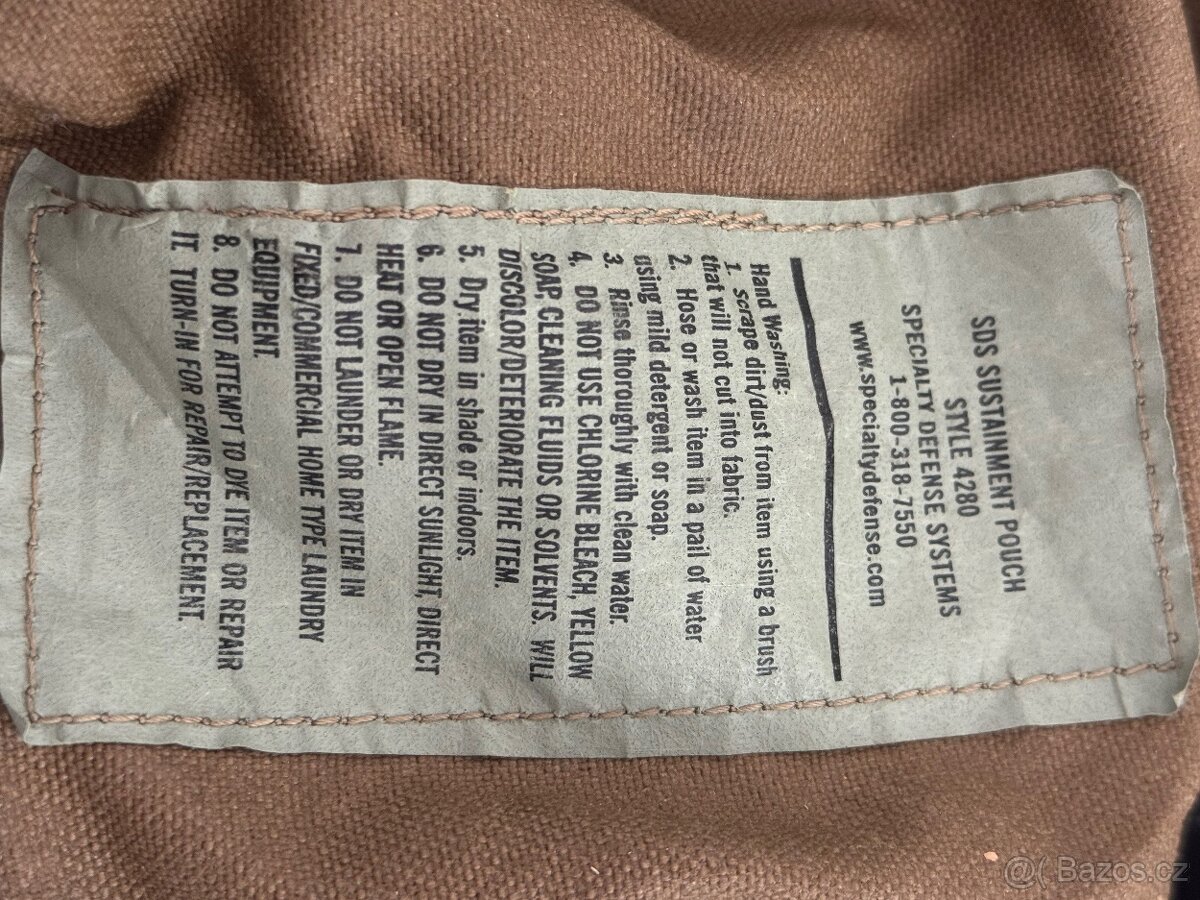 SDS SUSTAINMENT POUCH
STYLE 4280
SPECIALTY DEFENSE SYSTEMS
1-800-318-7550
www.specialtydefense.com
Hand Washing:
1. scrape dirt/dust from item using a brush
that will not cut into fabric.
2. Hose or wash item in a pail of water
using mild detergent or soap.
3. Rinse thoroughly with clean water.
4. DO NOT USE CHLORINE BLEACH, YELLOW
SOAP, CLEANING FLUIDS OR SOLVENTS. WILL
DISCOLOR/DETERIORATE THE ITEM.
5. Dry item in shade or indoors.
6. DO NOT DRY IN DIRECT SUNLIGHT, DIRECT
HEAT OR OPEN FLAME.
7. DO NOT LAUNDER OR DRY ITEM IN
FIXED/COMMERCIAL HOME TYPE LAUNDRY
EQUIPMENT.
8. DO NOT ATTEMPT TO DYE ITEM OR REPAIR
IT. TURN-IN FOR REPAIR/REPLACEMENT.
@( Bazos.cz